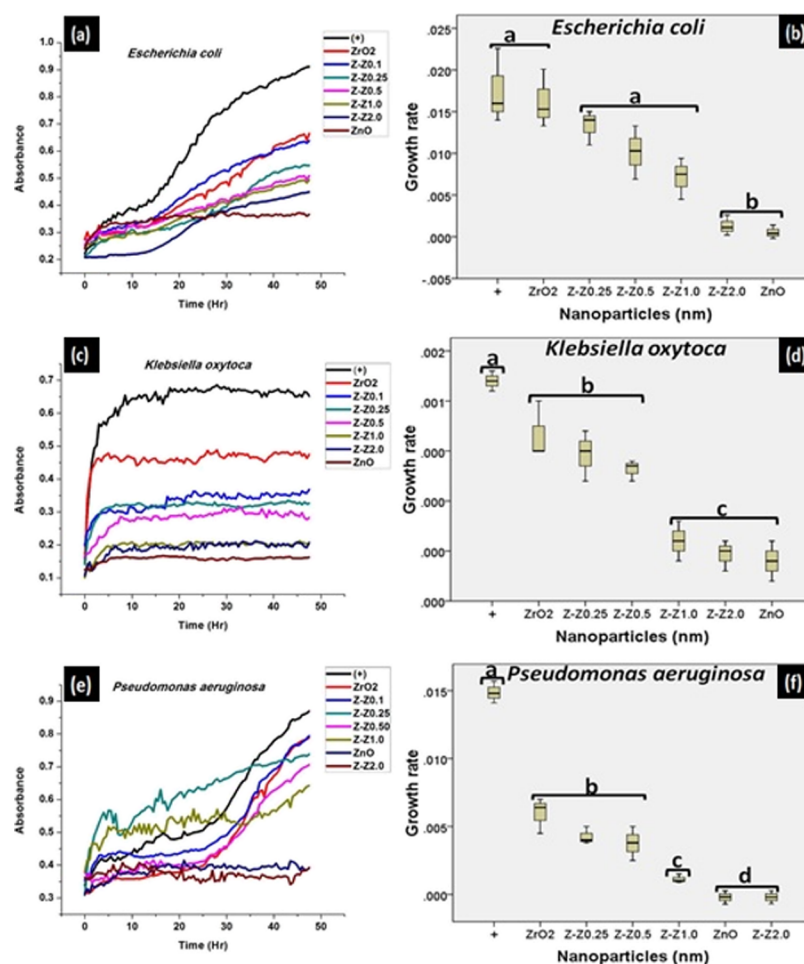 (a)
Escherichia coli
1.0
0.9
0.8
0.7
0.6
0.5
0.4
0.3
0.2
Absorbance
0 10 20 30 40 50
Time (Hr)
(+)
ZrO2
Z-Z0.1
Z-Z0.25
Z-Z0.5
Z-Z1.0
Z-Z2.0
ZnO
(b)
Escherichia coli
.025
.020
.015
.010
.005
.000
-.005
Growth rate
a
a
b
+ ZrO2 Z-Z0.25 Z-Z0.5 Z-Z1.0 Z-Z2.0 ZnO
Nanoparticles (nm)
(c)
Klebsiella oxytoca
0.7
0.6
0.5
0.4
0.3
0.2
0.1
Absorbance
0 10 20 30 40 50
Time (Hr)
(+)
ZrO2
Z-Z0.1
Z-Z0.25
Z-Z0.5
Z-Z1.0
Z-Z2.0
ZnO
(d)
Klebsiella oxytoca
.002
.001
.000
.000
.000
Growth rate
a
b
c
+ ZrO2 Z-Z0.25 Z-Z0.5 Z-Z1.0 Z-Z2.0 ZnO
Nanoparticles (nm)
(e)
Pseudomonas aeruginosa
0.9
0.8
0.7
0.6
0.5
0.4
0.3
Absorbance
0 10 20 30 40 50
Time (Hr)
(+)
ZrO2
Z-Z0.1
Z-Z0.25
Z-Z0.50
Z-Z1.0
ZnO
Z-Z2.0
(f)
Pseudomonas aeruginosa
.015
.010
.005
.000
Growth rate
a
b
c
d
+ ZrO2 Z-Z0.25 Z-Z0.5 Z-Z1.0 ZnO Z-Z2.0
Nanoparticles (nm)